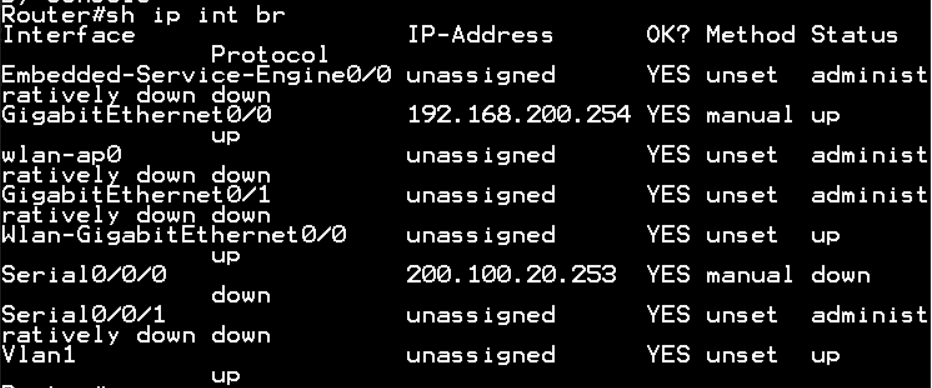 Router#sh ip int br
Interface IP-Address OK? Method Status
Protocol
Embedded-Service-Engine0/0 unassigned YES unset administ
ratively down down
GigabitEthernet0/0 192.168.200.254 YES manual up
up
wlan-ap0 unassigned YES unset administ
ratively down down
GigabitEthernet0/1 unassigned YES unset administ
ratively down down
Wlan-GigabitEthernet0/0 unassigned YES unset up
up
Serial0/0/0 200.100.20.253 YES manual down
down
Serial0/0/1 unassigned YES unset administ
ratively down down
Vlan1 unassigned YES unset up
up